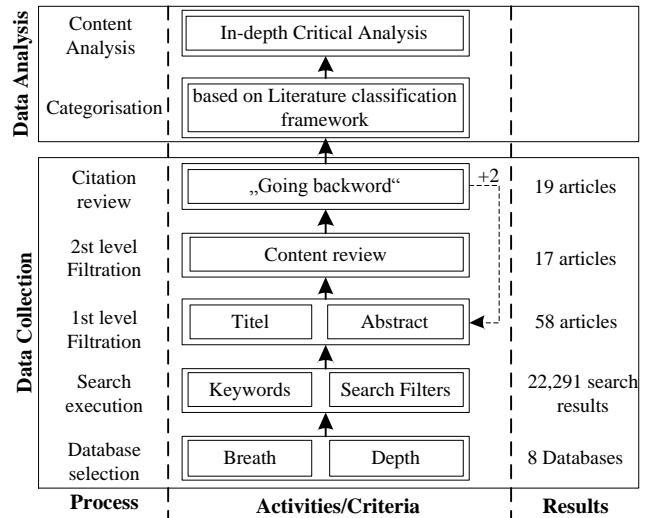 Data Analysis
Content
Analysis
In-depth Critical Analysis
Categorisation
based on Literature classification
framework
Data Collection
Citation
review
„Going backword“
+2
19 articles
2st level
Filtration
Content review
17 articles
1st level
Filtration
Titel
Abstract
58 articles
Search
execution
Keywords
Search Filters
22,291 search
results
Database
selection
Breath
Depth
8 Databases
Process
Activities/Criteria
Results